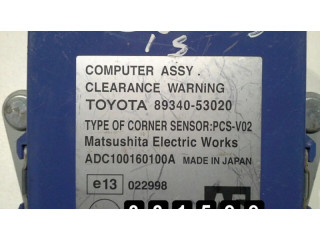 COMPUTER ASSY.
CLEARANCE WARNING
TOYOTA 89340-53020
TYPE OF CORNER SENSOR:PCS-V02
Matsushita Electric Works
ADC100160100A MADE IN JAPAN
e13 022998